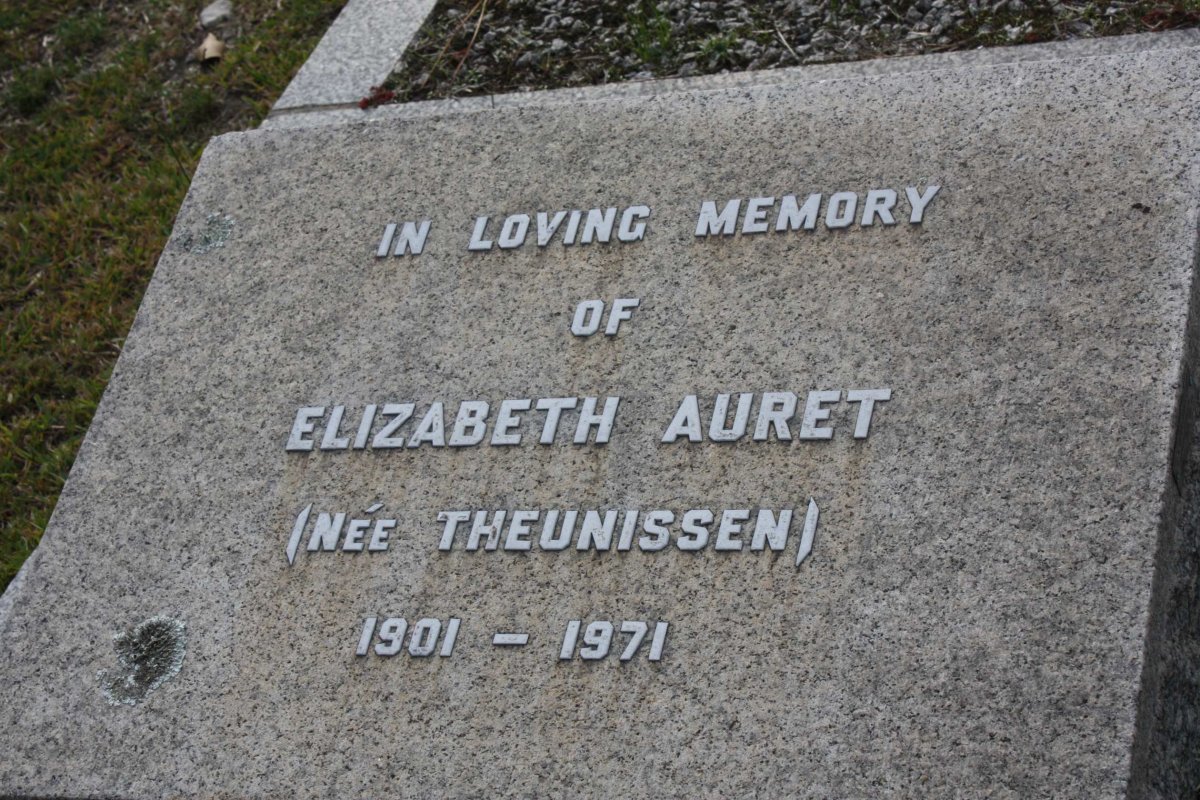 IN LOVING MEMORY
OF
ELIZABETH AURET
(NÉE THEUNISSEN)
1901 - 1971